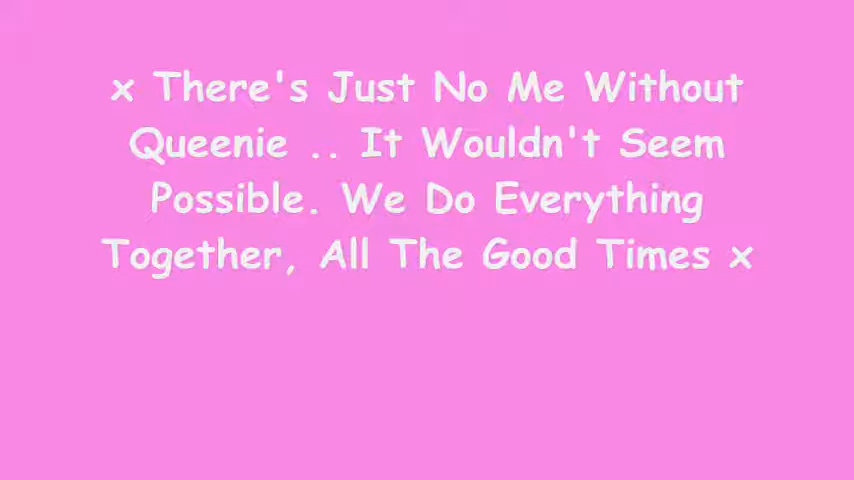 x There's Just No Me Without
Queenie .. It Wouldn't Seem
Possible. We Do Everything
Together, All The Good Times x